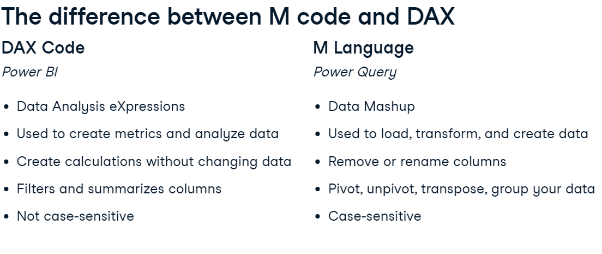 The difference between M code and DAX
DAX Code
Power BI
• Data Analysis eXpressions
• Used to create metrics and analyze data
• Create calculations without changing data
• Filters and summarizes columns
• Not case-sensitive
M Language
Power Query
• Data Mashup
• Used to load, transform, and create data
• Remove or rename columns
• Pivot, unpivot, transpose, group your data
• Case-sensitive